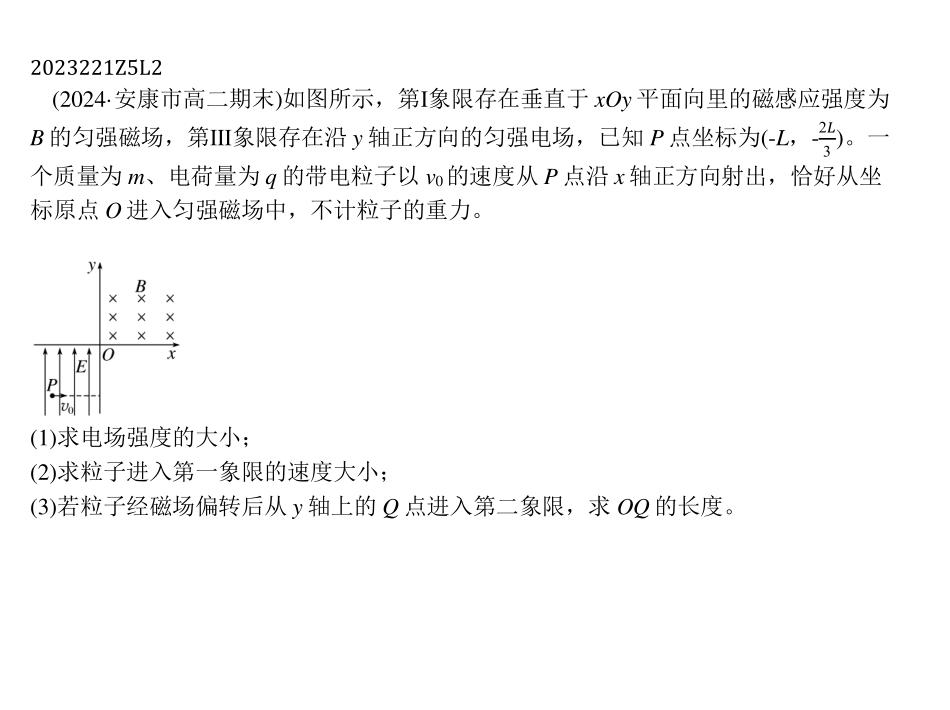 2023221Z5L2
(2024·安康市高二期末)如图所示，第Ⅰ象限存在垂直于 xOy 平面向里的磁感应强度为
B 的匀强磁场，第Ⅲ象限存在沿 y 轴正方向的匀强电场，已知 P 点坐标为(-L，-2L/3)。一
个质量为 m、电荷量为 q 的带电粒子以 v0 的速度从 P 点沿 x 轴正方向射出，恰好从坐
标原点 O 进入匀强磁场中，不计粒子的重力。
y
B
× × ×
× × ×
× × ×
O x
E
P
v0
(1)求电场强度的大小；
(2)求粒子进入第一象限的速度大小；
(3)若粒子经磁场偏转后从 y 轴上的 Q 点进入第二象限，求 OQ 的长度。